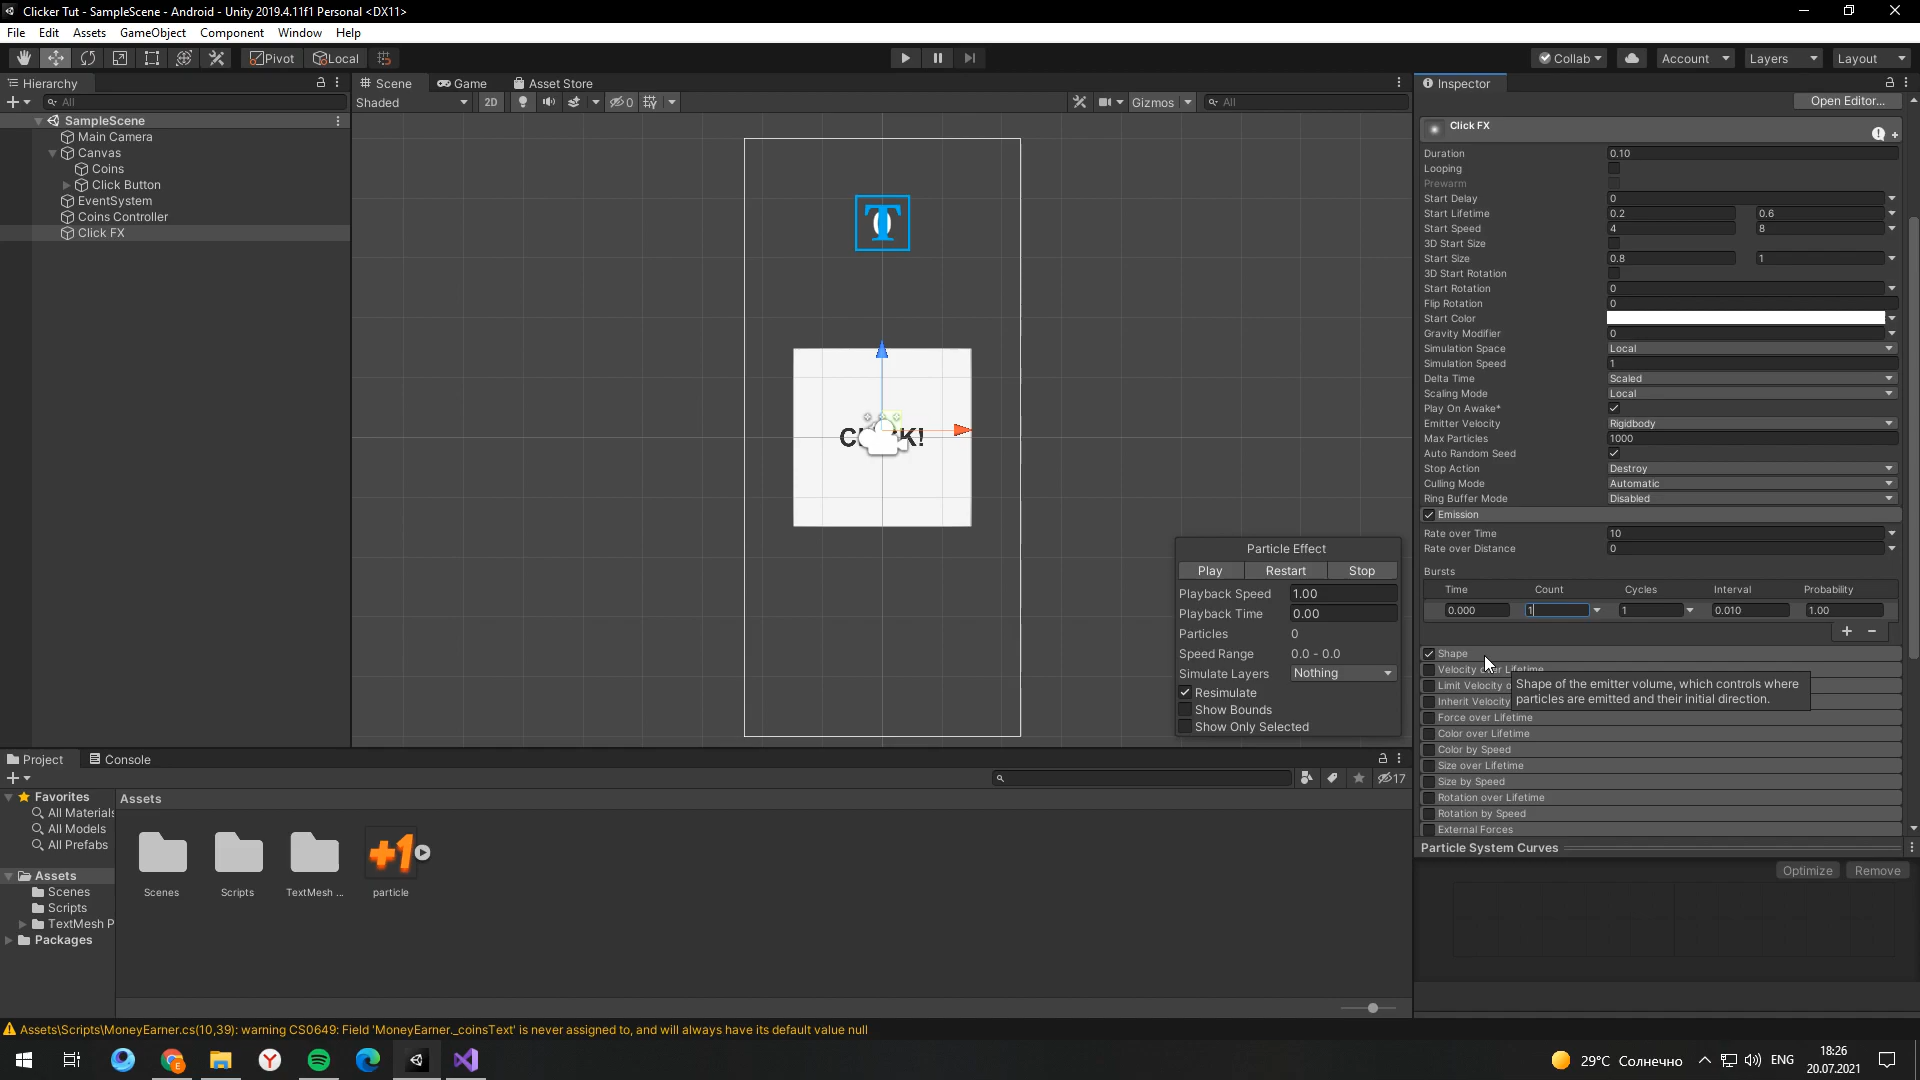 Clicker Tut - SampleScene - Android - Unity 2019.4.11f1 Personal <DX11>
File Edit Assets GameObject Component Window Help
Pivot Local Collab Account Layers Layout
Hierarchy
All
SampleScene
Main Camera
Canvas
Coins
Click Button
EventSystem
Coins Controller
Click FX
Scene Game Asset Store
Shaded 2D 0 Gizmos All
T
0
CLICK!
Particle Effect
Play Restart Stop
Playback Speed 1.00
Playback Time 0.00
Particles 0
Speed Range 0.0 - 0.0
Simulate Layers Nothing
Resimulate
Show Bounds
Show Only Selected
Inspector
Open Editor...
Click FX
Duration 0.10
Looping
Prewarm
Start Delay 0
Start Lifetime 0.2 0.6
Start Speed 4 8
3D Start Size
Start Size 0.8 1
3D Start Rotation
Start Rotation 0
Flip Rotation 0
Start Color
Gravity Modifier 0
Simulation Space Local
Simulation Speed 1
Delta Time Scaled
Scaling Mode Local
Play On Awake*
Emitter Velocity Rigidbody
Max Particles 1000
Auto Random Seed
Stop Action Destroy
Culling Mode Automatic
Ring Buffer Mode Disabled
Emission
Rate over Time 10
Rate over Distance 0
Bursts
Time Count Cycles Interval Probability
0.000 1 1 0.010 1.00
Shape
Velocity over Lifetime
Limit Velocity o
Inherit Velocity
Shape of the emitter volume, which controls where
particles are emitted and their initial direction.
Force over Lifetime
Color over Lifetime
Color by Speed
Size over Lifetime
Size by Speed
Rotation over Lifetime
Rotation by Speed
External Forces
Particle System Curves
Optimize Remove
Project Console
17
Favorites
All Materials
All Models
All Prefabs
Assets
Scenes
Scripts
TextMesh P
Packages
Assets
+1
Scenes Scripts TextMesh ... particle
Assets\Scripts\MoneyEarner.cs(10,39): warning CS0649: Field 'MoneyEarner._coinsText' is never assigned to, and will always have its default value null
29°C Солнечно ENG
18:26
20.07.2021